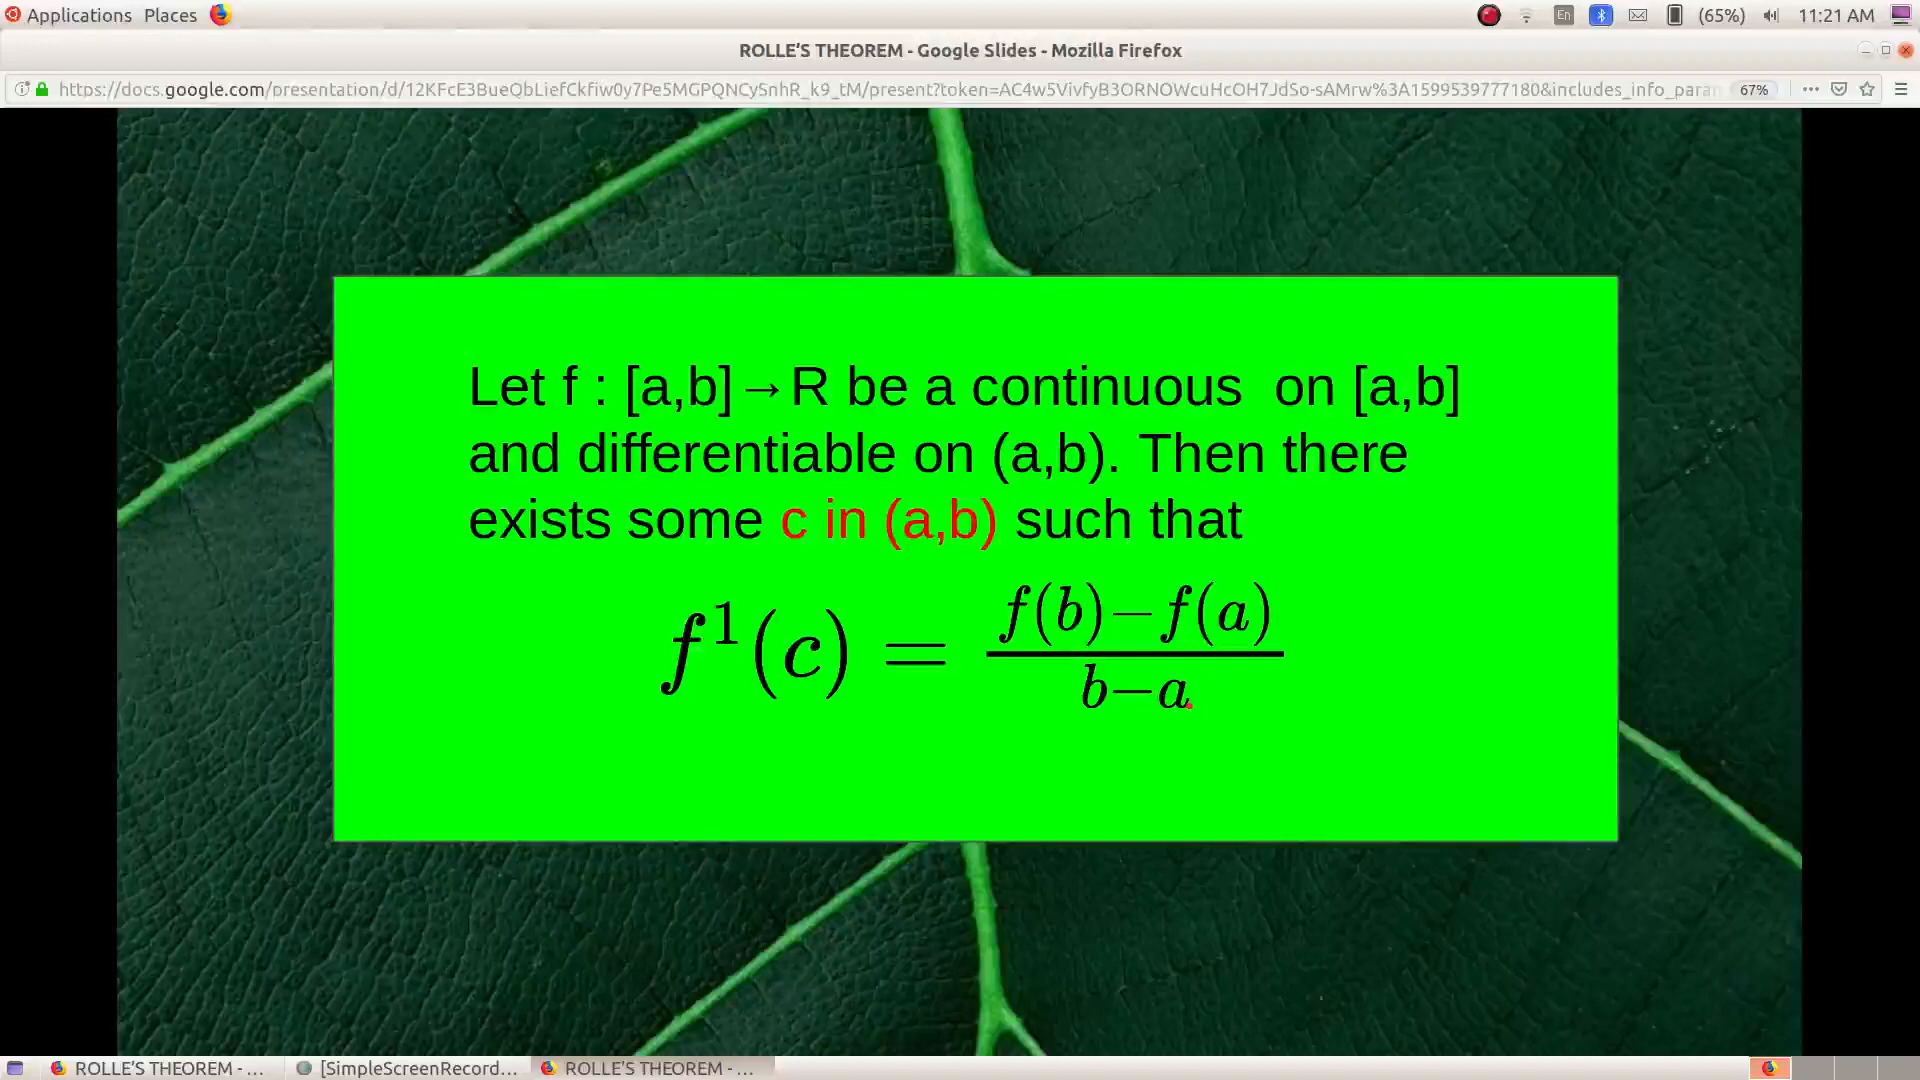 Applications Places En (65%) 11:21 AM
ROLLE'S THEOREM - Google Slides - Mozilla Firefox
https://docs.google.com/presentation/d/12KFcE3BueQbLiefCkfiw0y7Pe5MGPQNCySnhR_k9_tM/present?token=AC4w5VivfyB3ORNOWcuHcOH7JdSo-sAMrw%3A1599539777180&includes_info_paran 67%
Let f : [a,b]→R be a continuous on [a,b]
and differentiable on (a,b). Then there
exists some c in (a,b) such that
f¹(c) = f(b)−f(a)
b−a
ROLLE'S THEOREM - ... [SimpleScreenRecord... ROLLE'S THEOREM - ...